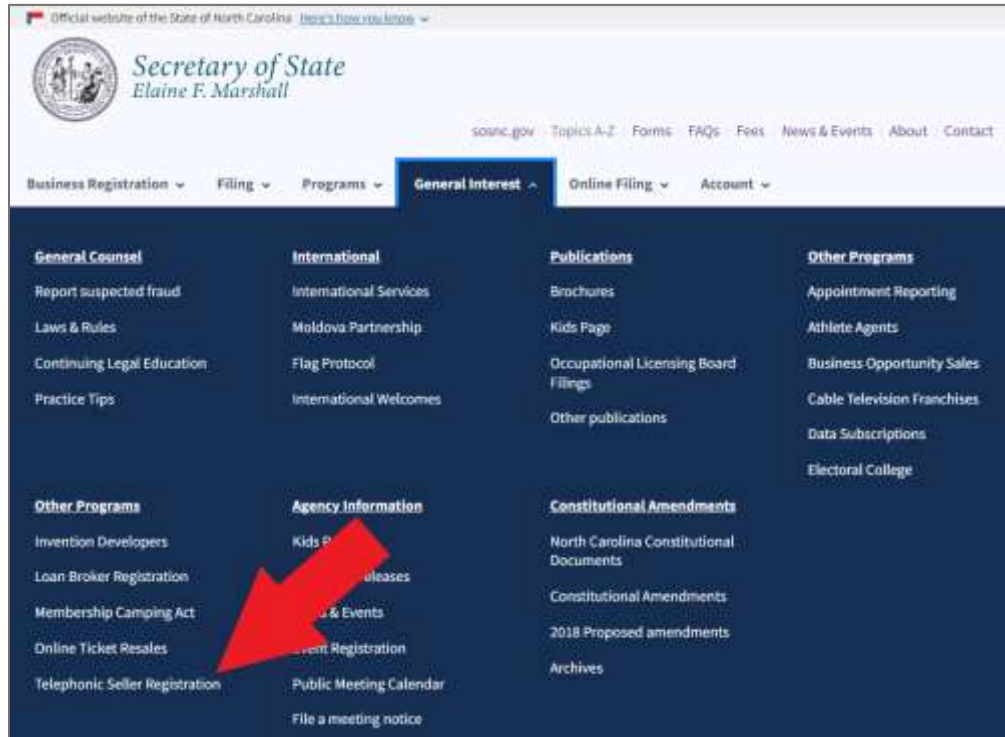 Official website of the State of North Carolina Here's how you know
Secretary of State
Elaine F. Marshall
sosnc.gov Topics A-Z Forms FAQs Fees News & Events About Contact
Business Registration Filing Programs General Interest Online Filing Account
General Counsel
Report suspected fraud
Laws & Rules
Continuing Legal Education
Practice Tips
International
International Services
Moldova Partnership
Flag Protocol
International Welcomes
Publications
Brochures
Kids Page
Occupational Licensing Board
Filings
Other publications
Other Programs
Appointment Reporting
Athlete Agents
Business Opportunity Sales
Cable Television Franchises
Data Subscriptions
Electoral College
Other Programs
Invention Developers
Loan Broker Registration
Membership Camping Act
Online Ticket Resales
Telephonic Seller Registration
Agency Information
Kids
& Events
Registration
Public Meeting Calendar
File a meeting notice
Constitutional Amendments
North Carolina Constitutional
Documents
Constitutional Amendments
2018 Proposed amendments
Archives